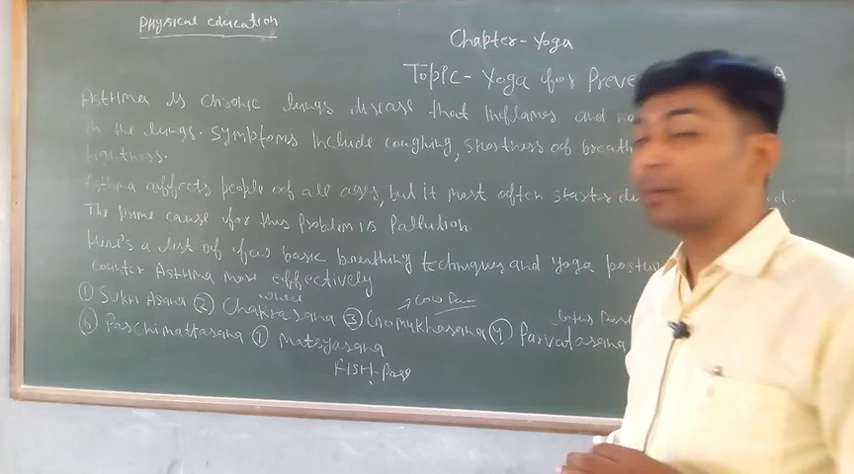 Physical education
Chapter - Yoga
Topic - Yoga for Preve A
Asthma is chronic lungs disease that inflames and na
in the lungs. Symptoms include coughing, shortness of breath
tightness.
Asthma affects people of all ages, but it most often starts du
The prime cause for this problem is Pallution.
Here's a list of few basic breathing techniques and Yoga postu
counter Asthma more effectively
① Sukh Asana ② Chakrasana ③ Gomukhasana ④ Parvatasana
wheel
→ Cow Face
lotus
⑥ Paschimattasana ⑦ Matsyasana
FISH-Pose